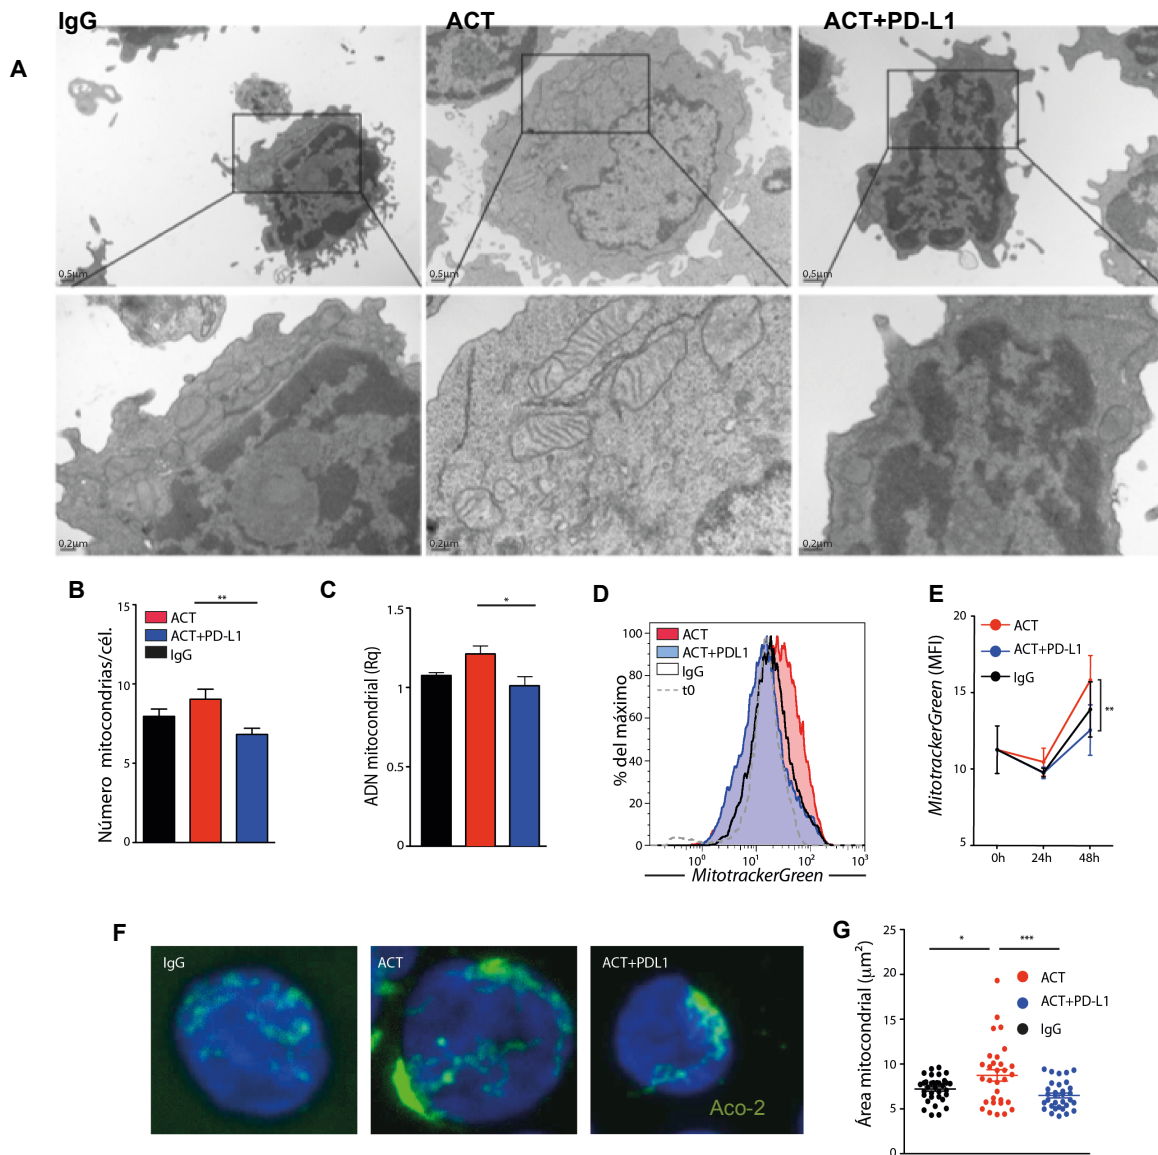 IgG
ACT
ACT+PD-L1
A
0,5µm
0,5µm
0,5µm
0,2µm
0,2µm
0,2µm
B
Número mitocondrias/cél.
15
10
5
0
**
ACT
ACT+PD-L1
IgG
C
ADN mitocondrial (Rq)
1.5
1
0.5
0
*
D
% del máximo
100
80
60
40
20
0
ACT
ACT+PDL1
IgG
t0
10⁰
10¹
10²
10³
MitotrackerGreen
E
MitotrackerGreen (MFI)
20
15
10
5
ACT
ACT+PD-L1
IgG
**
0h
24h
48h
F
IgG
ACT
ACT+PDL1
Aco-2
G
Área mitocondrial (µm²)
25
20
15
10
5
0
*
***
ACT
ACT+PD-L1
IgG